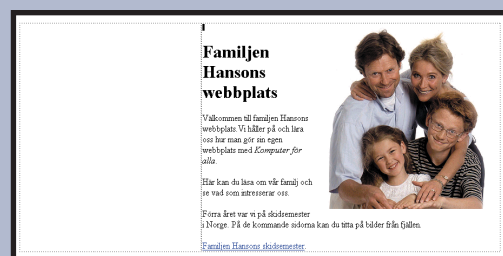 Familjen
Hansons
webbplats
Välkommen till familjen Hansons
webbplats. Vi håller på och lära
oss hur man gör sin egen
webbplats med Komputer för
alla.
Här kan du läsa om vår familj och
se vad som intresserar oss.
Förra året var vi på skidsemester
i Norge. På de kommande sidorna kan du titta på bilder från fjällen.
Familjen Hansons skidsemester.